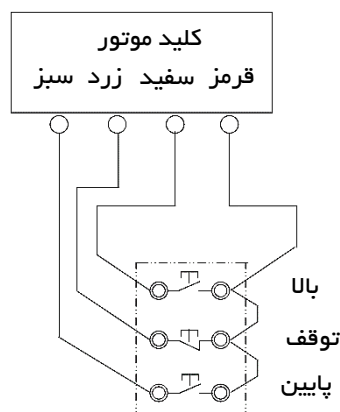 کلید موتور
قرمز سفید زرد سبز
بالا
توقف
پایین